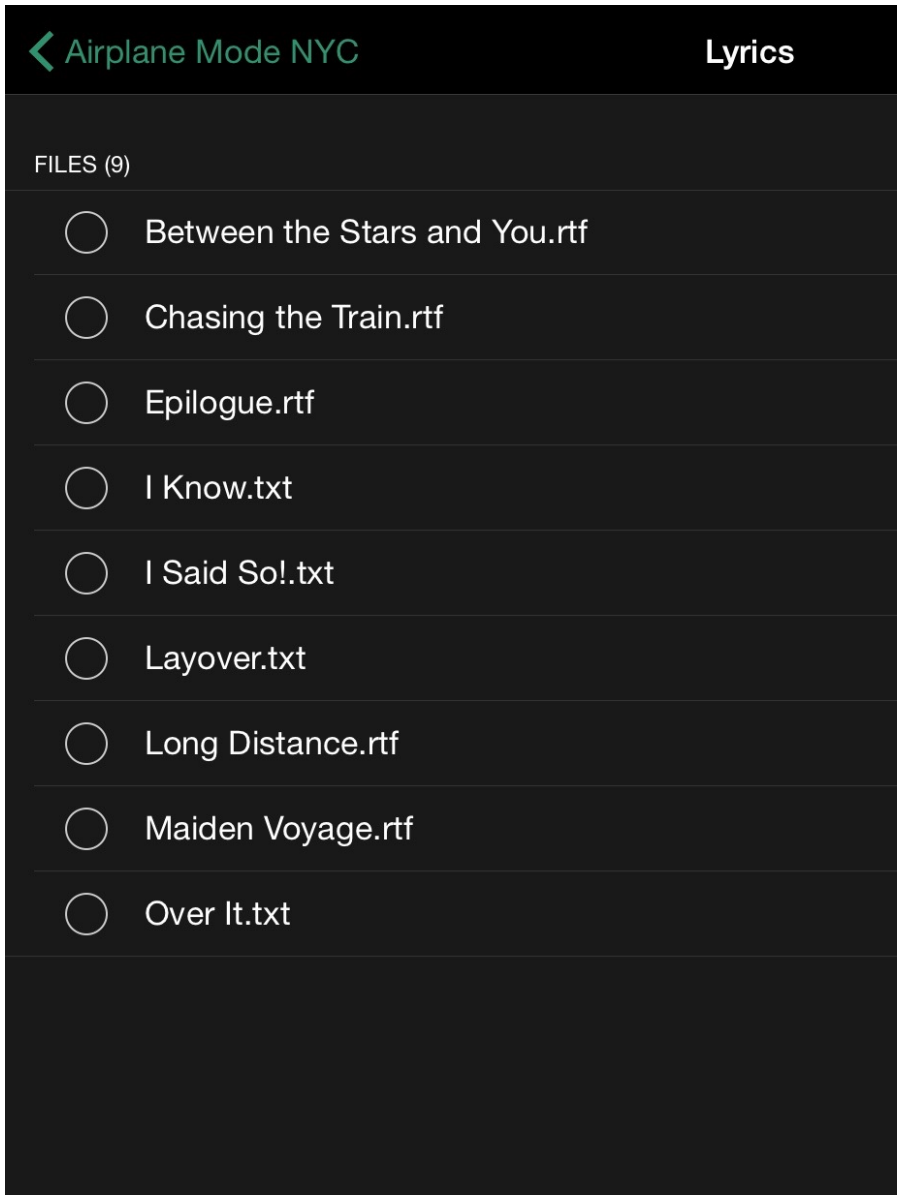 Airplane Mode NYC Lyrics
FILES (9)
Between the Stars and You.rtf
Chasing the Train.rtf
Epilogue.rtf
I Know.txt
I Said So!.txt
Layover.txt
Long Distance.rtf
Maiden Voyage.rtf
Over It.txt